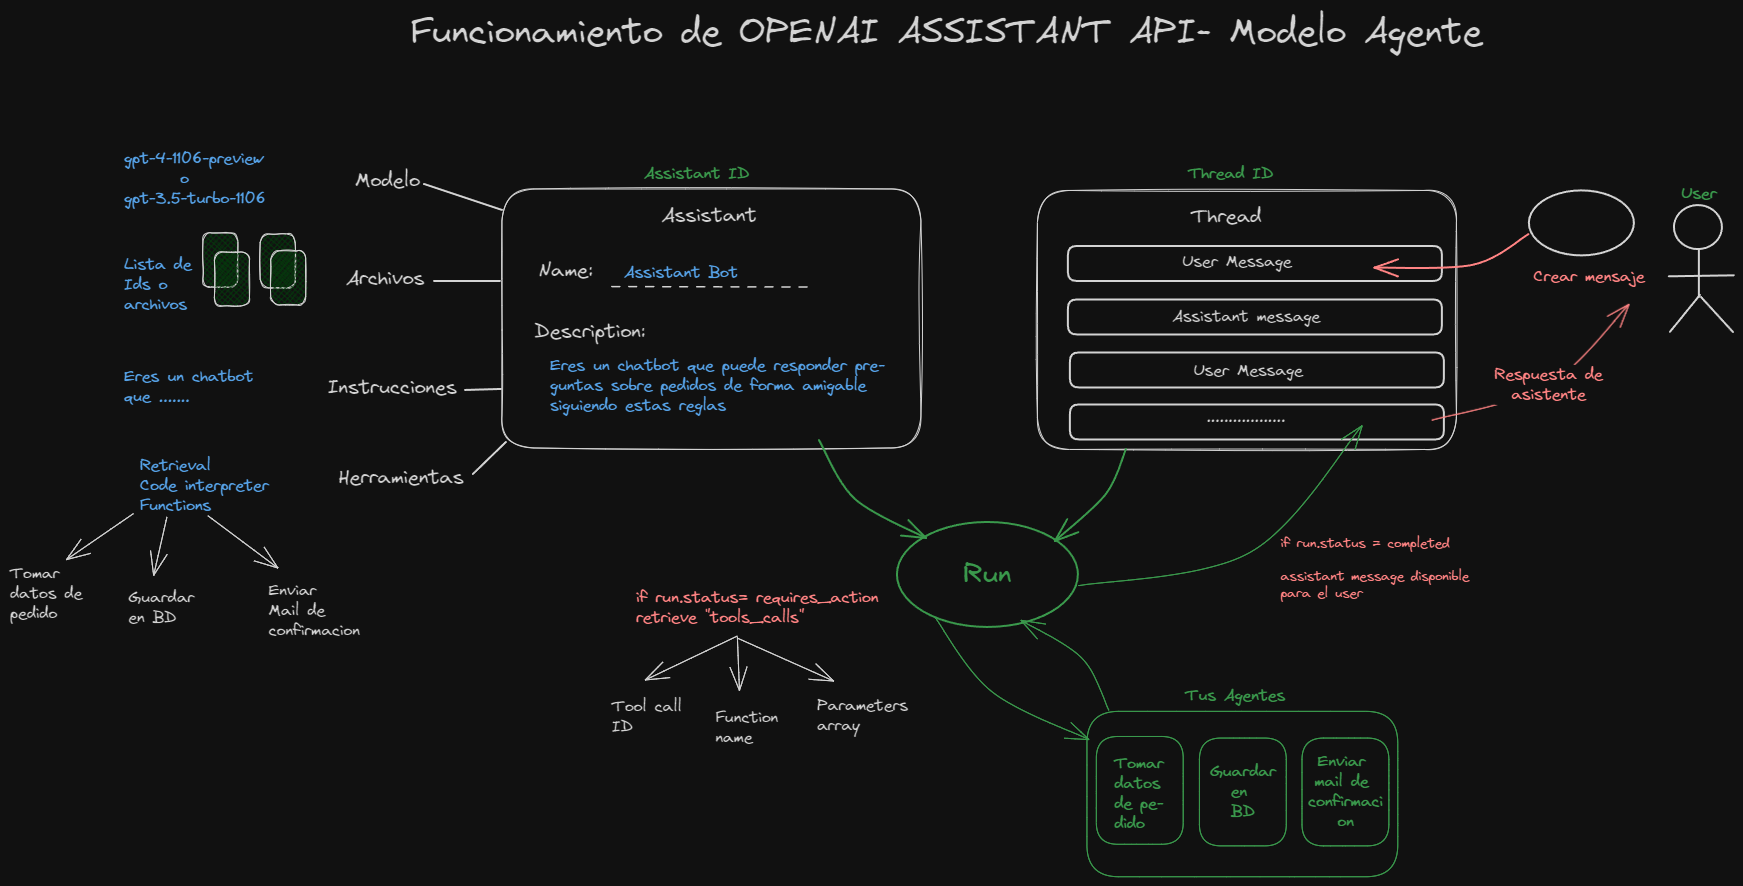 Funcionamiento de OPENAI ASSISTANT API- Modelo Agente
gpt-4-1106-preview
o
gpt-3.5-turbo-1106
Lista de
Ids o
archivos
Eres un chatbot
que .......
Retrieval
Code interpreter
Functions
Tomar
datos de
pedido
Guardar
en BD
Enviar
Mail de
confirmacion
Modelo
Archivos
Instrucciones
Herramientas
Assistant ID
Assistant
Name:
Assistant Bot
Description:
Eres un chatbot que puede responder pre-
guntas sobre pedidos de forma amigable
siguiendo estas reglas
Thread ID
Thread
User Message
Assistant message
User Message
..................
User
Crear mensaje
Respuesta de
asistente
Run
if run.status = completed
assistant message disponible
para el user
if run.status= requires_action
retrieve "tools_calls"
Tool call
ID
Function
name
Parameters
array
Tus Agentes
Tomar
datos
de pe-
dido
Guardar
en
BD
Enviar
mail de
confirmaci
on